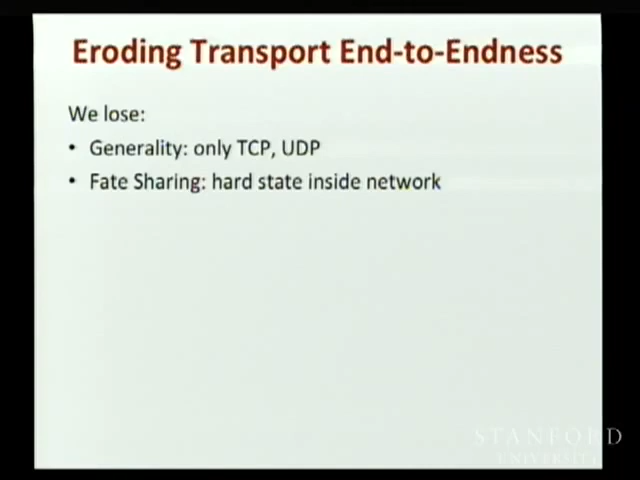 Eroding Transport End-to-Endness
We lose:
• Generality: only TCP, UDP
• Fate Sharing: hard state inside network
STANFORD
UNIVERSITY